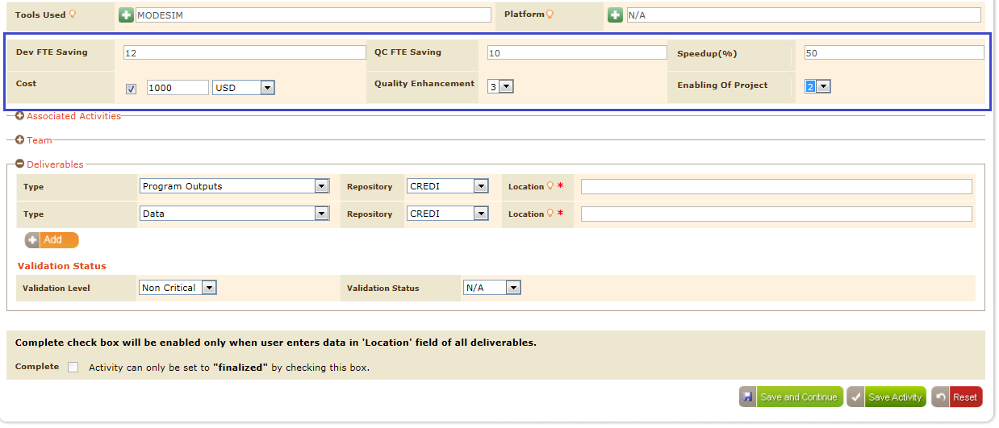 Tools Used MODESIM Platform N/A
Dev FTE Saving 12 QC FTE Saving 10 Speedup(%) 50
Cost 1000 USD Quality Enhancement 3 Enabling Of Project 2
Associated Activities
Team
Deliverables
Type Program Outputs Repository CREDI Location *
Type Data Repository CREDI Location *
Add
Validation Status
Validation Level Non Critical Validation Status N/A
Complete check box will be enabled only when user enters data in 'Location' field of all deliverables.
Complete Activity can only be set to "finalized" by checking this box.
Save and Continue Save Activity Reset